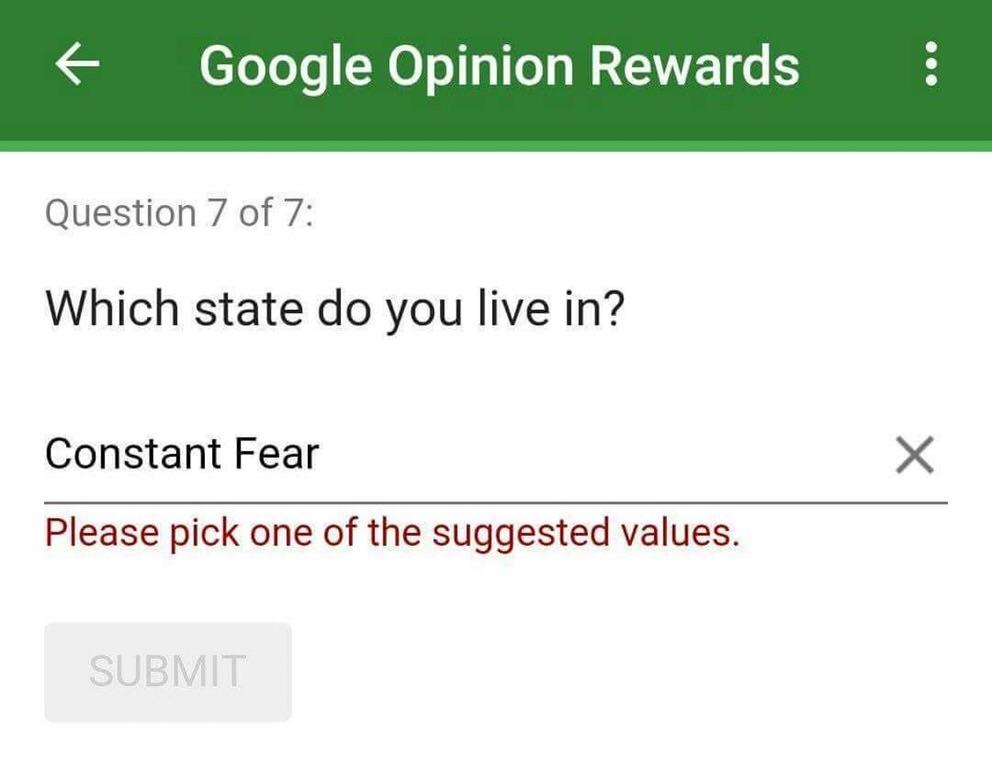 Google Opinion Rewards
Question 7 of 7:
Which state do you live in?
Constant Fear
Please pick one of the suggested values.
SUBMIT